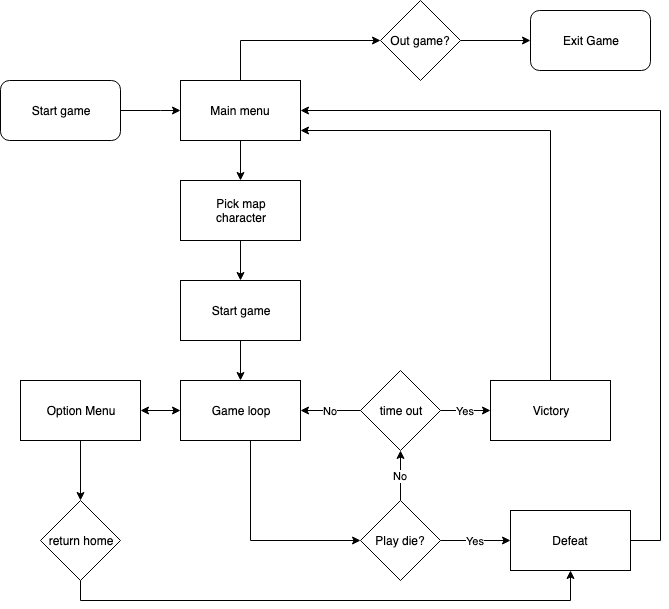 Out game?
Exit Game
Start game
Main menu
Pick map
character
Start game
Option Menu
Game loop
No
time out
Yes
Victory
No
return home
Play die?
Yes
Defeat